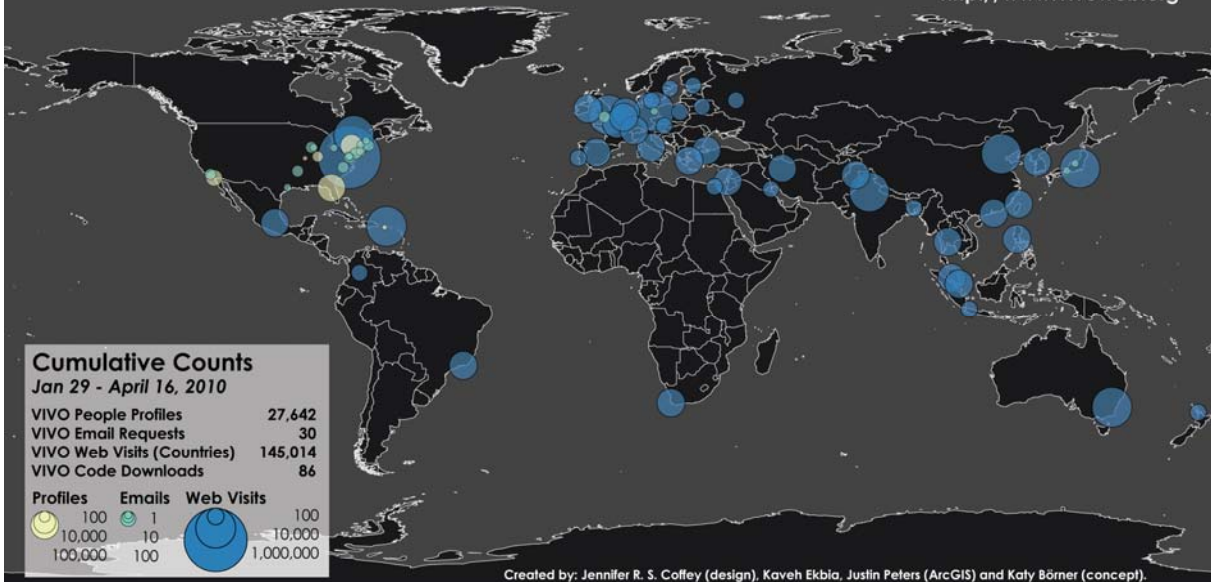 Cumulative Counts
Jan 29 - April 16, 2010
VIVO People Profiles 27,642
VIVO Email Requests 30
VIVO Web Visits (Countries) 145,014
VIVO Code Downloads 86
Profiles Emails Web Visits
100 1 100
10,000 10 10,000
100,000 100 1,000,000
Created by: Jennifer R. S. Coffey (design), Kaveh Ekbia, Justin Peters (ArcGIS) and Katy Börner (concept).